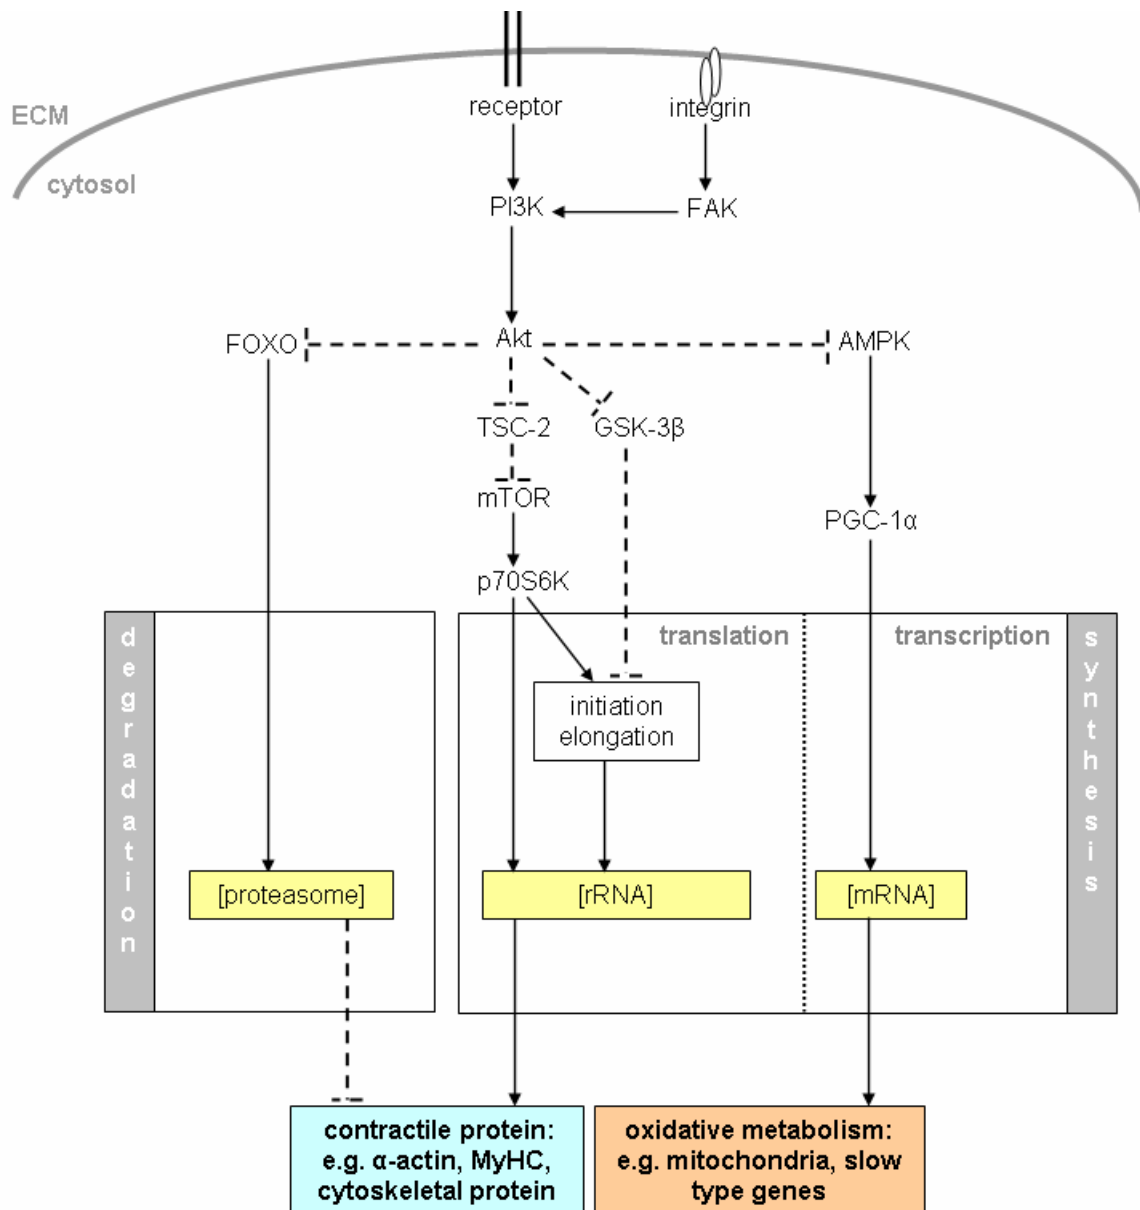 receptor
integrin
ECM
cytosol
PI3K
FAK
FOXO
Akt
AMPK
TSC-2
GSK-3β
mTOR
PGC-1α
p70S6K
degradation
translation
transcription
synthesis
initiation
elongation
[proteasome]
[rRNA]
[mRNA]
contractile protein:
e.g. α-actin, MyHC,
cytoskeletal protein
oxidative metabolism:
e.g. mitochondria, slow
type genes